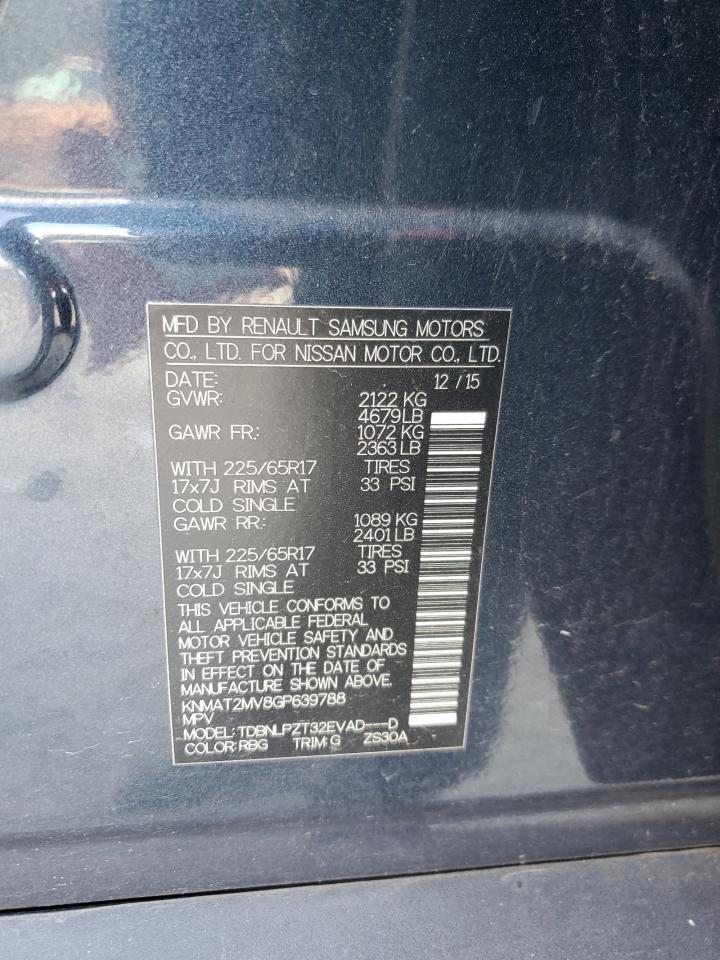 MFD BY RENAULT SAMSUNG MOTORS
CO., LTD. FOR NISSAN MOTOR CO., LTD.
DATE: 12 / 15
GVWR: 2122 KG
4679LB
GAWR FR.: 1072 KG
2363LB
WITH 225/65R17 TIRES
17x7J RIMS AT 33 PSI
COLD SINGLE
GAWR RR.: 1089 KG
2401LB
WITH 225/65R17 TIRES
17x7J RIMS AT 33 PSI
COLD SINGLE
THIS VEHICLE CONFORMS TO
ALL APPLICABLE FEDERAL
MOTOR VEHICLE SAFETY AND
THEFT PREVENTION STANDARDS
IN EFFECT ON THE DATE OF
MANUFACTURE SHOWN ABOVE.
KNMAT2MV8GP639788
MPV
MODEL: TDBNLPZT32EVAD---D
COLOR: RBG TRIM: G ZS30A